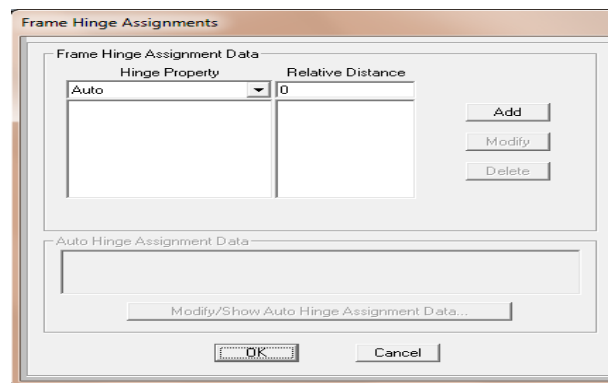 Frame Hinge Assignments
Frame Hinge Assignment Data
Hinge Property Relative Distance
Auto 0
Add
Modify
Delete
Auto Hinge Assignment Data
Modify/Show Auto Hinge Assignment Data...
OK Cancel